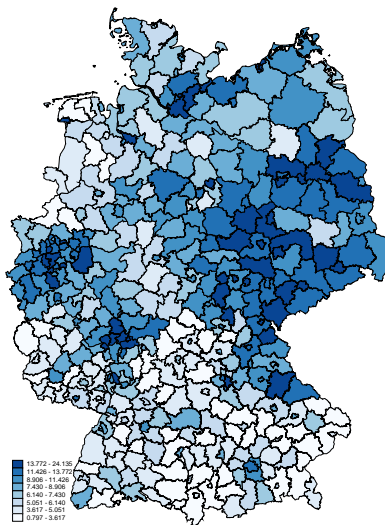 13.772 - 24.135
11.426 - 13.772
8.906 - 11.426
7.430 - 8.906
6.140 - 7.430
5.051 - 6.140
3.617 - 5.051
0.797 - 3.617